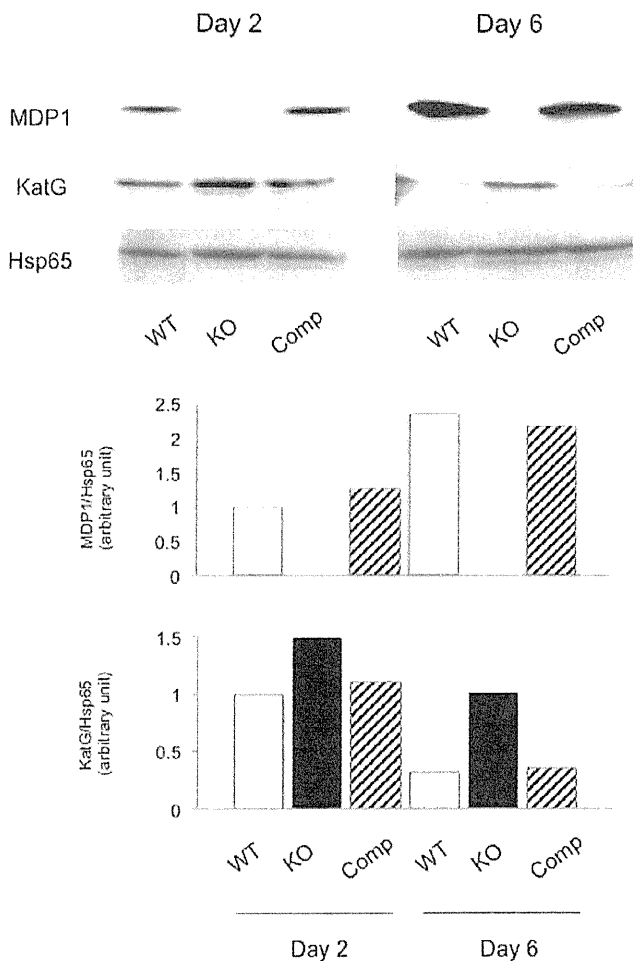 Day 2 Day 6
MDP1
KatG
Hsp65
WT KO Comp WT KO Comp
MDP1/Hsp65
(arbitrary unit)
2.5
2
1.5
1
0.5
0
KatG/Hsp65
(arbitrary unit)
1.5
1
0.5
0
WT KO Comp WT KO Comp
Day 2 Day 6